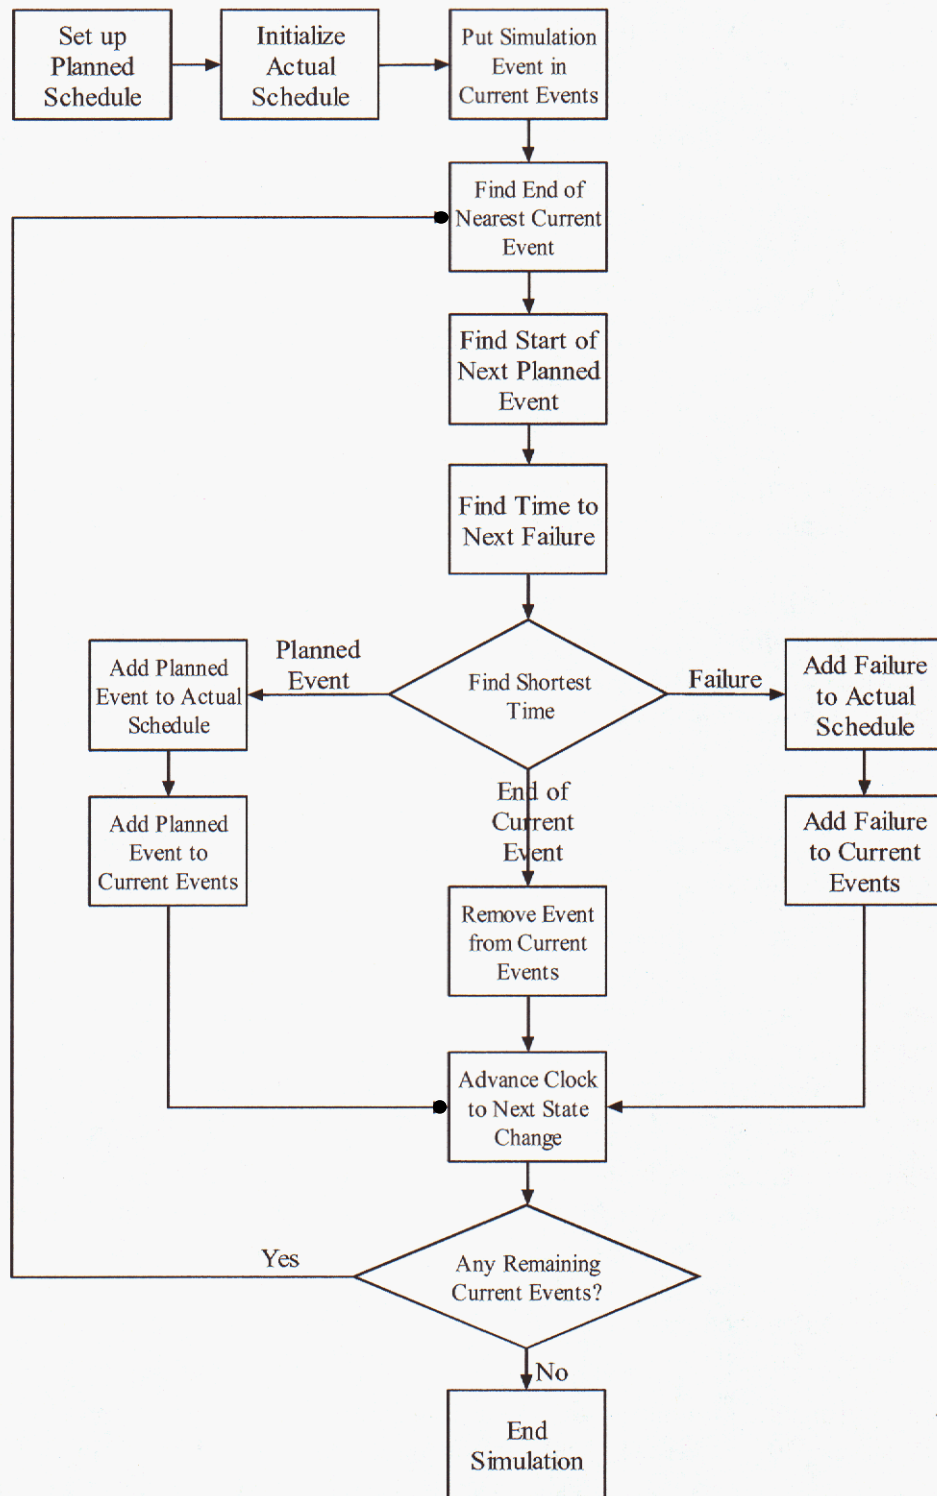 Set up
Planned
Schedule
Initialize
Actual
Schedule
Put Simulation
Event in
Current Events
Find End of
Nearest Current
Event
Find Start of
Next Planned
Event
Find Time to
Next Failure
Find Shortest
Time
Planned
Event
Failure
End of
Current
Event
Add Planned
Event to Actual
Schedule
Add Failure
to Actual
Schedule
Add Planned
Event to
Current Events
Add Failure
to Current
Events
Remove Event
from Current
Events
Advance Clock
to Next State
Change
Any Remaining
Current Events?
Yes
No
End
Simulation